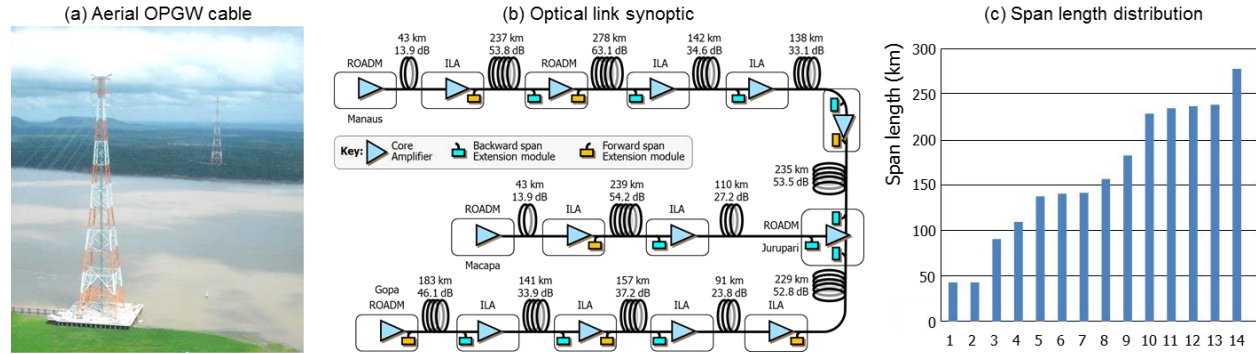 (a) Aerial OPGW cable
(b) Optical link synoptic
(c) Span length distribution
43 km
13.9 dB
237 km
53.8 dB
278 km
63.1 dB
142 km
34.6 dB
138 km
33.1 dB
ROADM
ILA
ROADM
ILA
ILA
Manaus
Key:
Core
Amplifier
Backward span
Extension module
Forward span
Extension module
235 km
53.5 dB
43 km
13.9 dB
239 km
54.2 dB
110 km
27.2 dB
ROADM
ILA
ILA
ROADM
Macapa
Jurupari
183 km
46.1 dB
141 km
33.9 dB
157 km
37.2 dB
91 km
23.8 dB
229 km
52.8 dB
Gopa
ROADM
ILA
ILA
ILA
ILA
Span length (km)
300
250
200
150
100
50
0
1 2 3 4 5 6 7 8 9 10 11 12 13 14